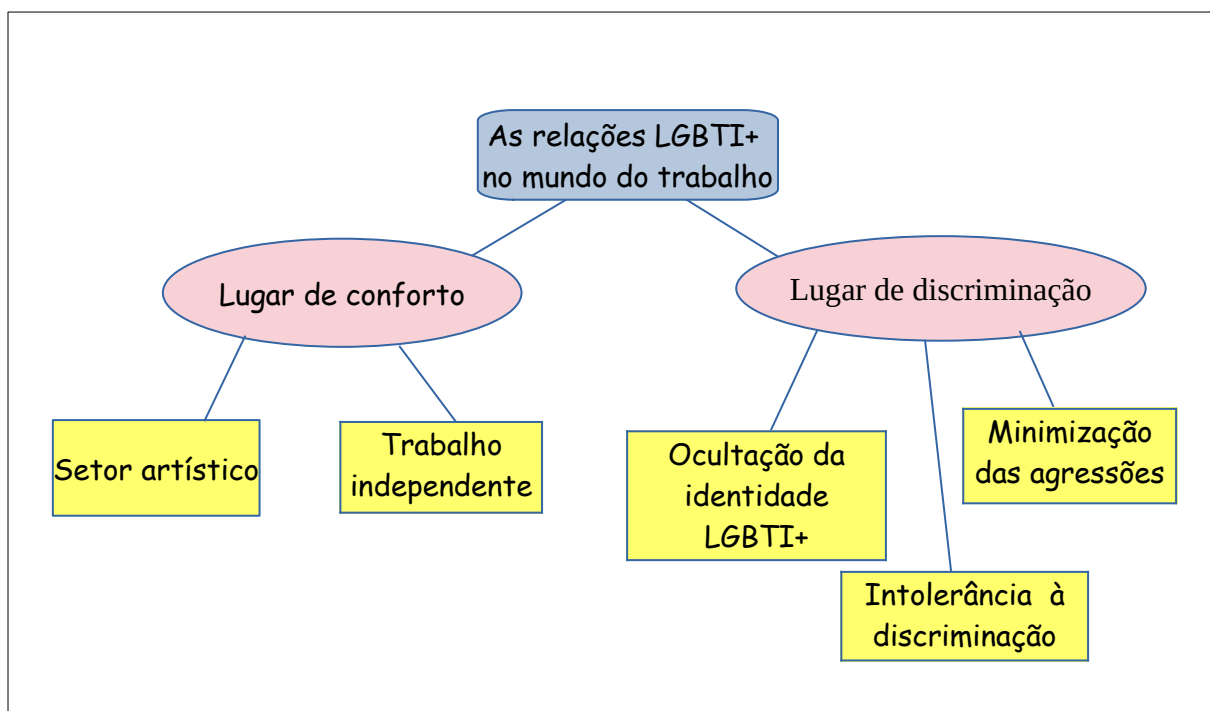 As relações LGBTI+
no mundo do trabalho
Lugar de conforto
Lugar de discriminação
Setor artístico
Trabalho
independente
Ocultação da
identidade
LGBTI+
Minimização
das agressões
Intolerância à
discriminação